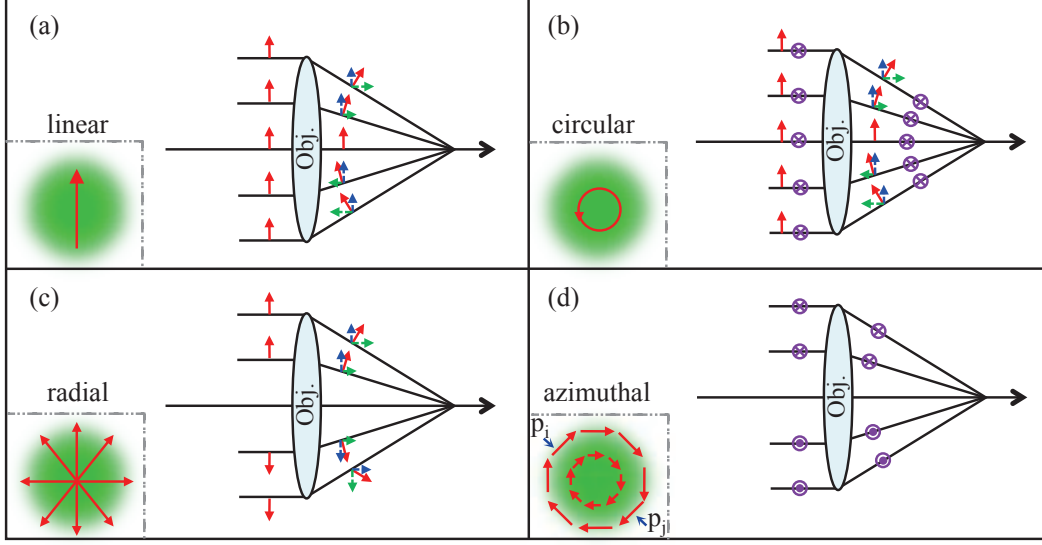 (a)
linear
Obj.
(b)
circular
Obj.
(c)
radial
Obj.
(d)
azimuthal
p_i
p_j
Obj.